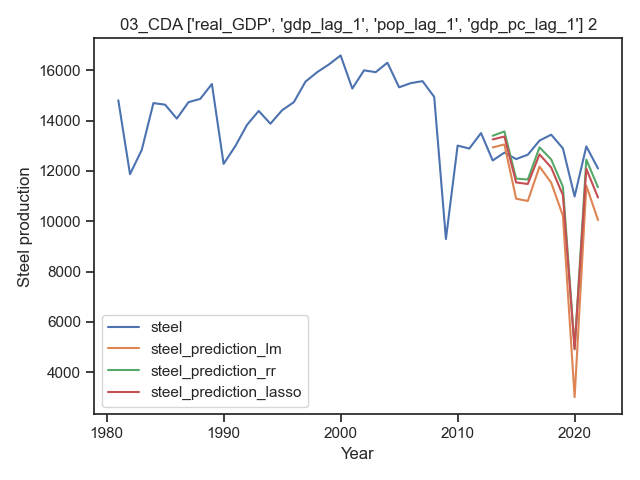 03_CDA ['real_GDP', 'gdp_lag_1', 'pop_lag_1', 'gdp_pc_lag_1'] 2
16000
14000
12000
10000
8000
6000
4000
Steel production
steel
steel_prediction_lm
steel_prediction_rr
steel_prediction_lasso
1980
1990
2000
2010
2020
Year